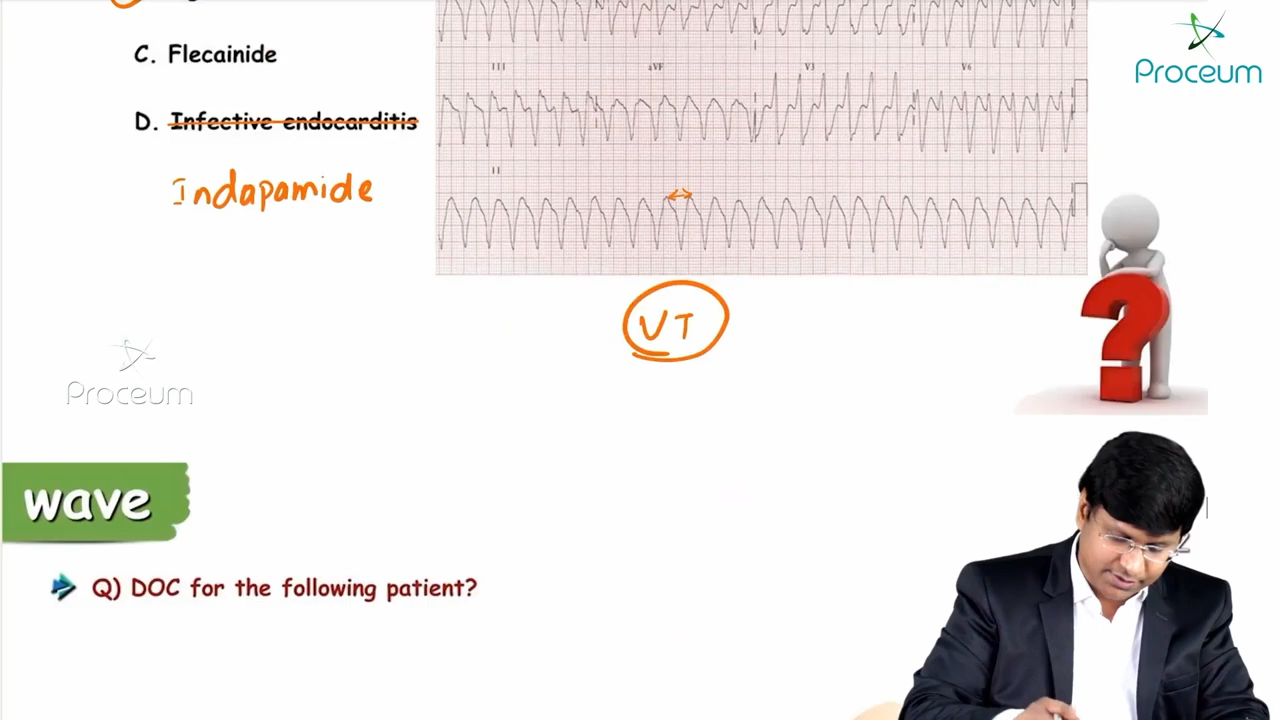 Proceum
C. Flecainide
D. Infective endocarditis
Indapamide
III aVF V3 V6
II
VT
Proceum
wave
Q) DOC for the following patient?